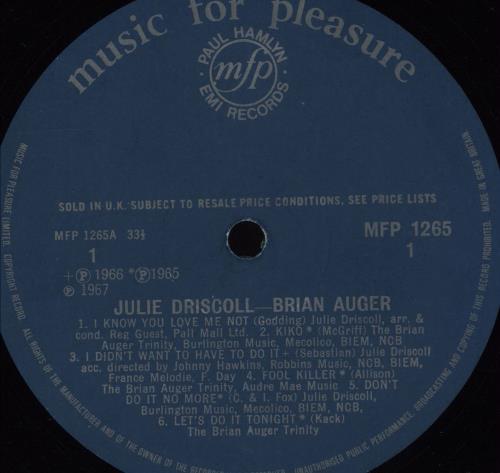 music for pleasure
· PAUL HAMLYN ·
mfp
EMI RECORDS
SOLD IN U.K. SUBJECT TO RESALE PRICE CONDITIONS, SEE PRICE LISTS
MFP 1265A 33⅓
MFP 1265
1
1
+Ⓟ 1966 *Ⓟ1965
Ⓟ 1967
JULIE DRISCOLL—BRIAN AUGER
1. I KNOW YOU LOVE ME NOT (Godding) Julie Driscoll, arr. &
cond. Reg Guest, Pall Mall Ltd. 2. KIKO* (McGriff) The Brian
Auger Trinity, Burlington Music, Mecolico, BIEM, NCB
3. I DIDN'T WANT TO HAVE TO DO IT+ (Sebastian) Julie Driscoll
acc. directed by Johnny Hawkins, Robbins Music, NCB, BIEM,
France Melodie, F. Day 4. FOOL KILLER* (Allison)
The Brian Auger Trinity, Audre Mae Music 5. DON'T
DO IT NO MORE* (C. & I. Fox) Julie Driscoll,
Burlington Music, Mecolico, BIEM, NCB,
6. LET'S DO IT TONIGHT* (Kack)
The Brian Auger Trinity
MUSIC FOR PLEASURE LIMITED. COPYRIGHT RECORD. MADE IN GREAT BRITAIN.
ALL RIGHTS OF THE MANUFACTURER AND OF THE OWNER OF THE RECORDED WORK RESERVED. UNAUTHORISED PUBLIC PERFORMANCE, BROADCASTING AND COPYING OF THIS RECORD PROHIBITED